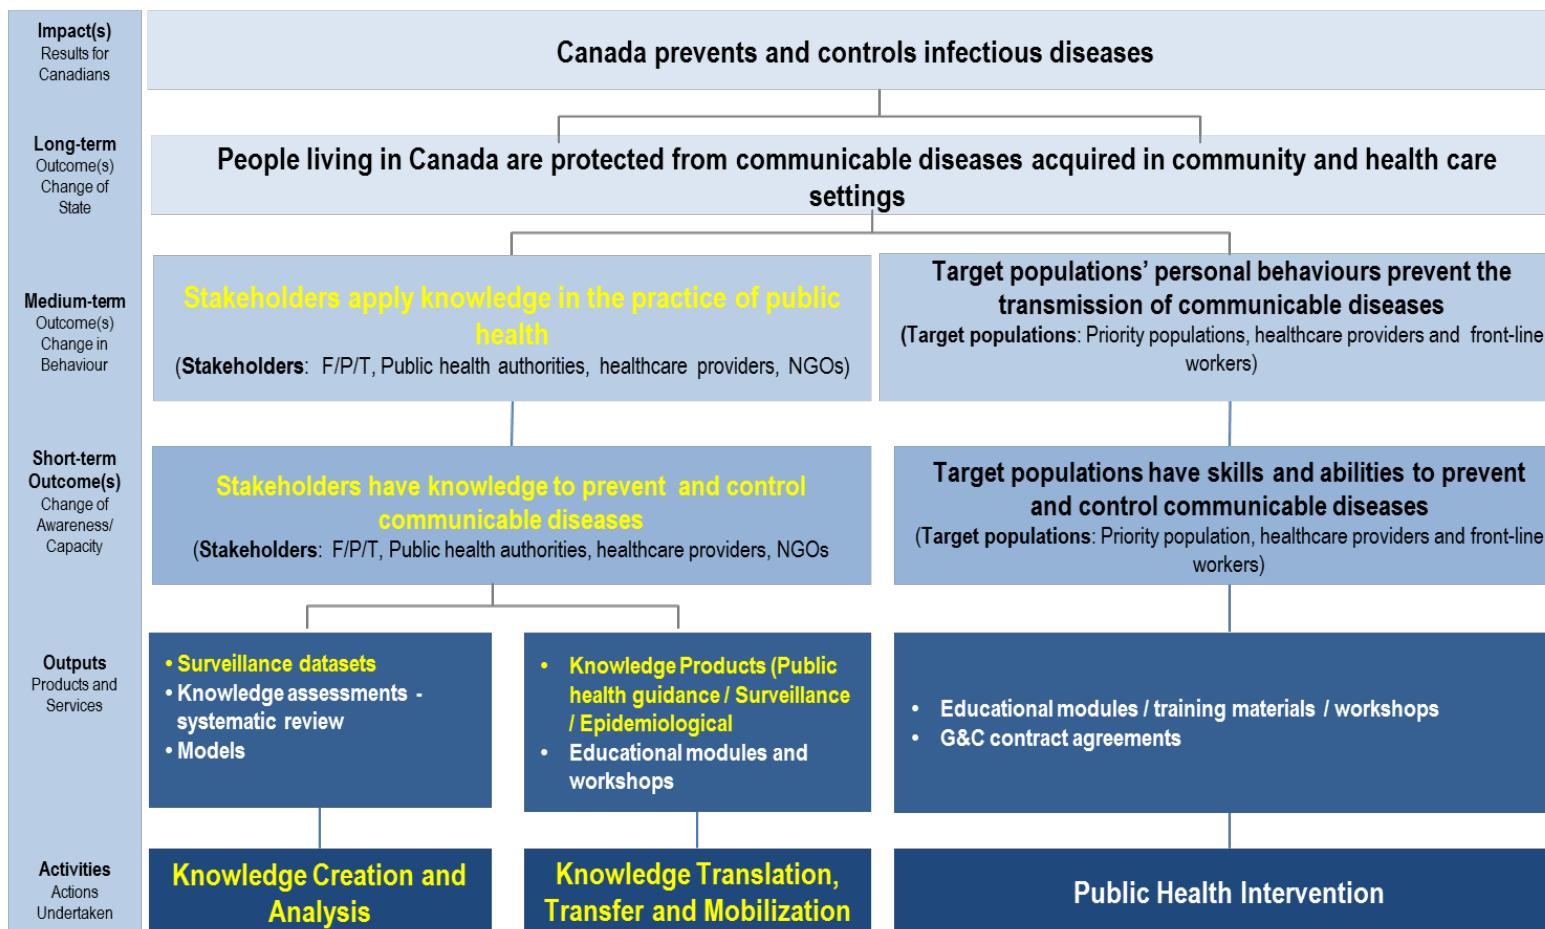 Impact(s)
Results for
Canadians
Canada prevents and controls infectious diseases
Long-term
Outcome(s)
Change of
State
People living in Canada are protected from communicable diseases acquired in community and health care
settings
Medium-term
Outcome(s)
Change in
Behaviour
Stakeholders apply knowledge in the practice of public
health
(Stakeholders: F/P/T, Public health authorities, healthcare providers, NGOs)
Target populations’ personal behaviours prevent the
transmission of communicable diseases
(Target populations: Priority populations, healthcare providers and front-line
workers)
Short-term
Outcome(s)
Change of
Awareness/
Capacity
Stakeholders have knowledge to prevent and control
communicable diseases
(Stakeholders: F/P/T, Public health authorities, healthcare providers, NGOs
Target populations have skills and abilities to prevent
and control communicable diseases
(Target populations: Priority population, healthcare providers and front-line
workers)
Outputs
Products and
Services
• Surveillance datasets
• Knowledge assessments -
systematic review
• Models
• Knowledge Products (Public
health guidance / Surveillance
/ Epidemiological
• Educational modules and
workshops
• Educational modules / training materials / workshops
• G&C contract agreements
Activities
Actions
Undertaken
Knowledge Creation and
Analysis
Knowledge Translation,
Transfer and Mobilization
Public Health Intervention